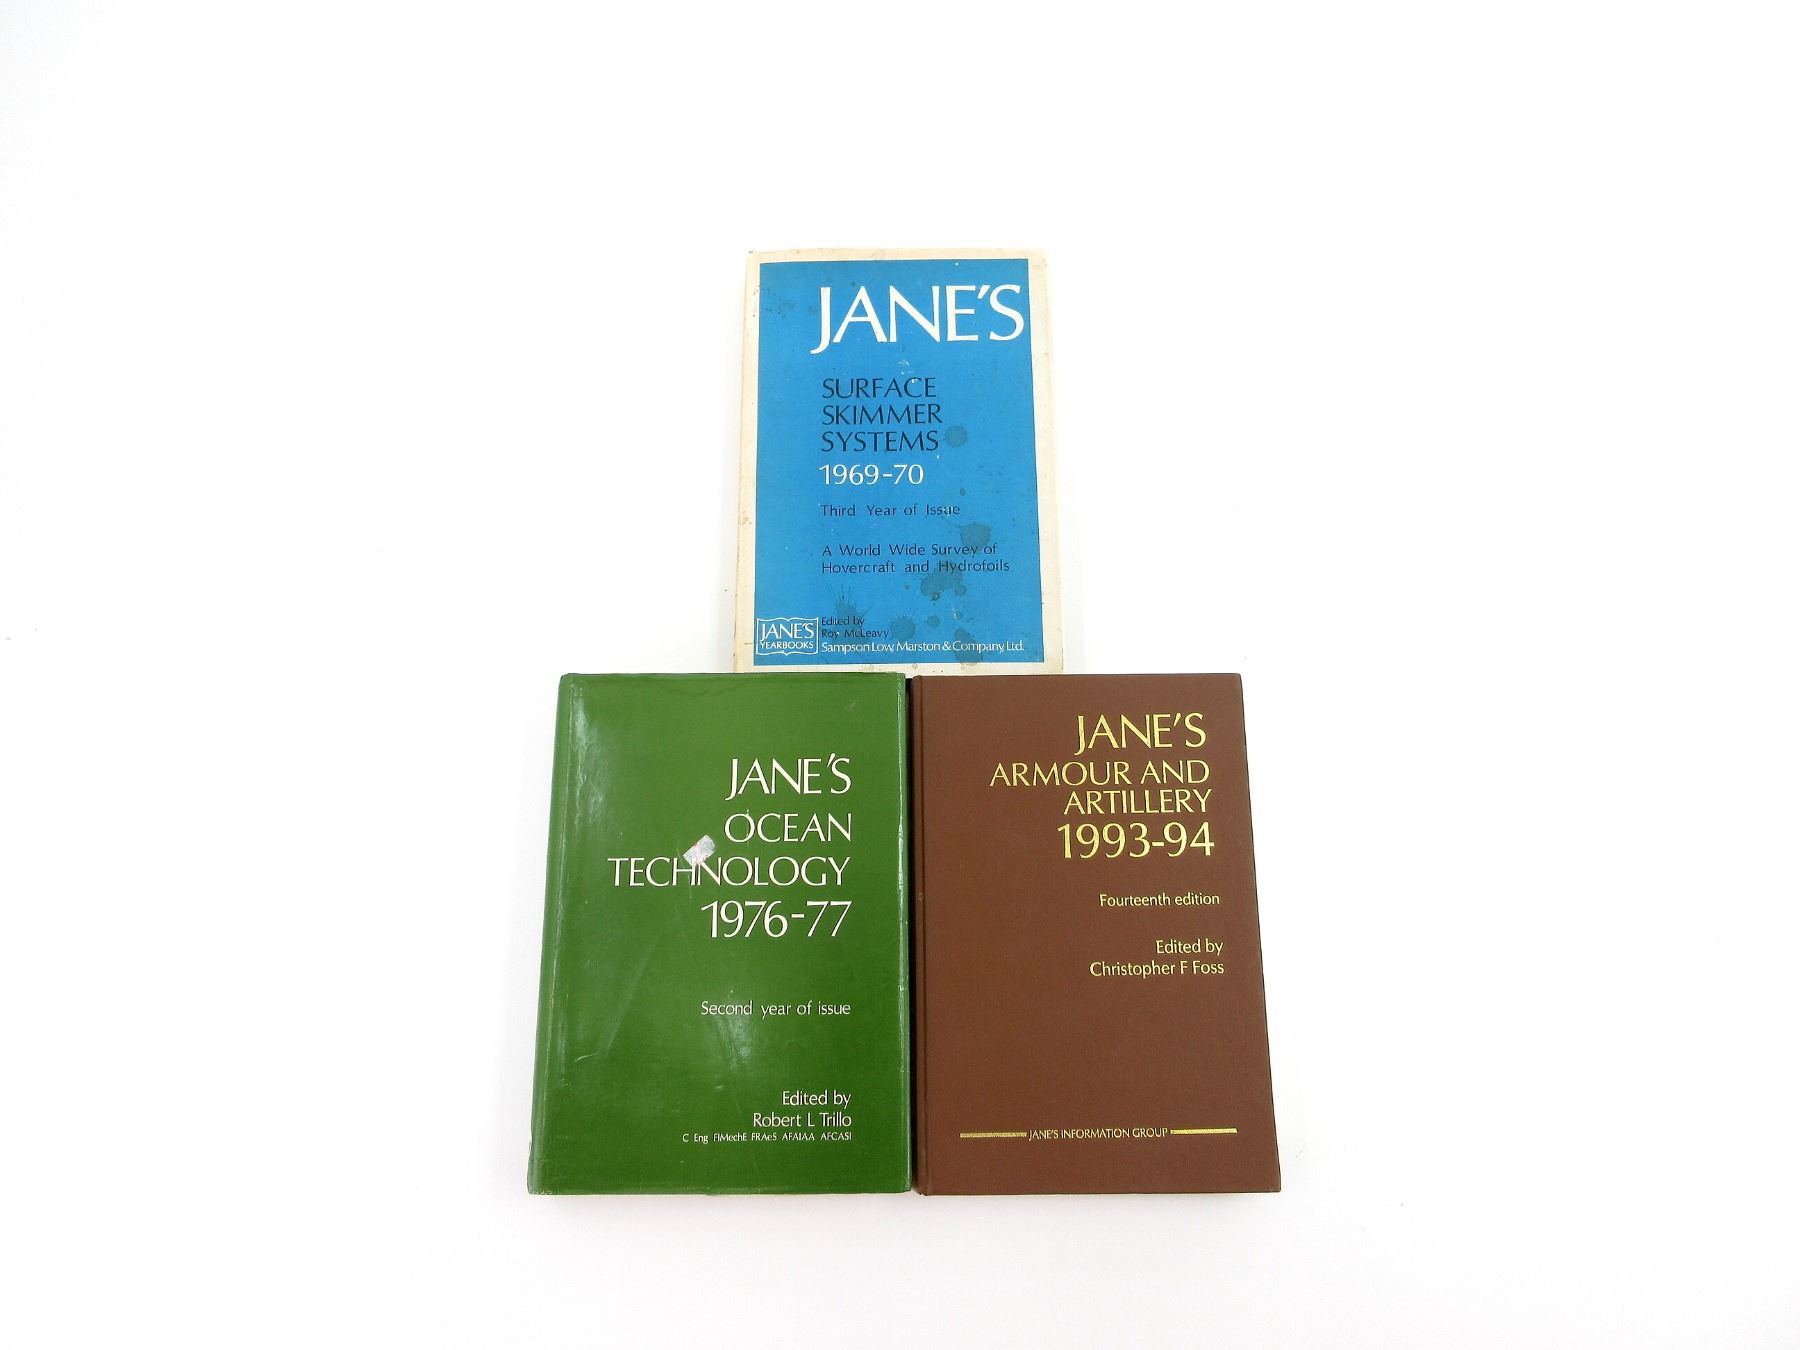 JANE'S
SURFACE
SKIMMER
SYSTEMS
1969-70
Third Year of Issue
A World Wide Survey of
Hovercraft and Hydrofoils
JANE'S
YEARBOOKS
Edited by
Roy McLeavy
Sampson Low, Marston & Company, Ltd.
JANE'S
OCEAN
TECHNOLOGY
1976-77
Second year of issue
Edited by
Robert L Trillo
C Eng FIMechE FRAeS AFAIAA AFCASI
JANE'S
ARMOUR AND
ARTILLERY
1993-94
Fourteenth edition
Edited by
Christopher F Foss
JANE'S INFORMATION GROUP